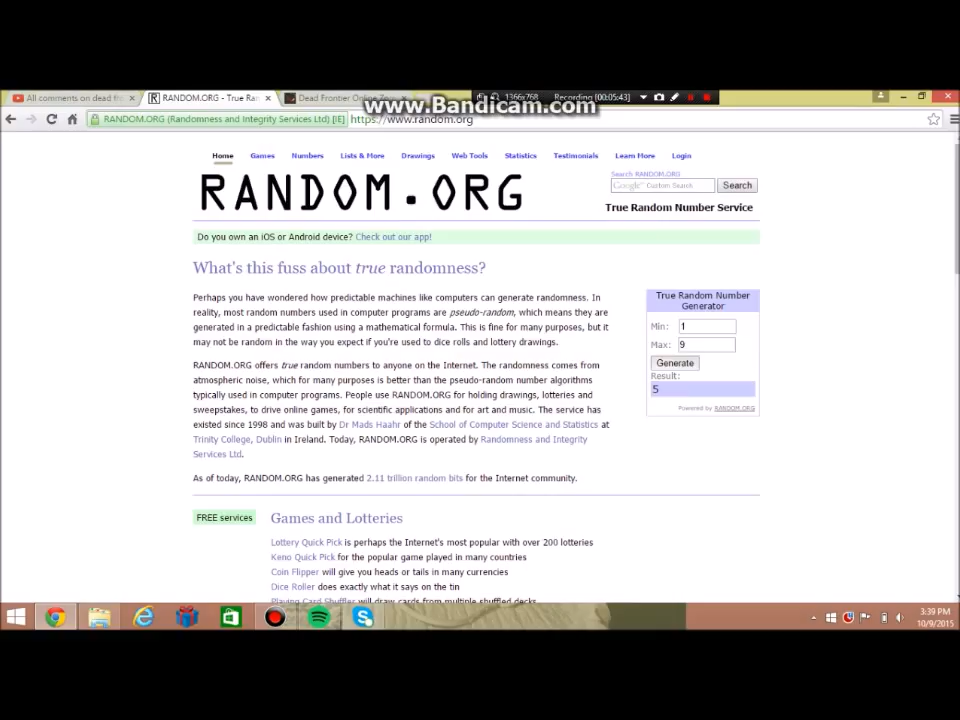 www.Bandicam.com
1366x768 Recording [00:05:43]
All comments on dead fr
RANDOM.ORG - True Ran
Dead Frontier Online Zom
RANDOM.ORG (Randomness and Integrity Services Ltd) [IE]
https://www.random.org
Home Games Numbers Lists & More Drawings Web Tools Statistics Testimonials Learn More Login
Search RANDOM.ORG
Google Custom Search Search
RANDOM.ORG
True Random Number Service
Do you own an iOS or Android device? Check out our app!
What's this fuss about true randomness?
Perhaps you have wondered how predictable machines like computers can generate randomness. In
reality, most random numbers used in computer programs are pseudo-random, which means they are
generated in a predictable fashion using a mathematical formula. This is fine for many purposes, but it
may not be random in the way you expect if you're used to dice rolls and lottery drawings.
RANDOM.ORG offers true random numbers to anyone on the Internet. The randomness comes from
atmospheric noise, which for many purposes is better than the pseudo-random number algorithms
typically used in computer programs. People use RANDOM.ORG for holding drawings, lotteries and
sweepstakes, to drive online games, for scientific applications and for art and music. The service has
existed since 1998 and was built by Dr Mads Haahr of the School of Computer Science and Statistics at
Trinity College, Dublin in Ireland. Today, RANDOM.ORG is operated by Randomness and Integrity
Services Ltd.
As of today, RANDOM.ORG has generated 2.11 trillion random bits for the Internet community.
True Random Number
Generator
Min: 1
Max: 9
Generate
Result:
5
Powered by RANDOM.ORG
FREE services
Games and Lotteries
Lottery Quick Pick is perhaps the Internet's most popular with over 200 lotteries
Keno Quick Pick for the popular game played in many countries
Coin Flipper will give you heads or tails in many currencies
Dice Roller does exactly what it says on the tin
Playing Card Shuffler will draw cards from multiple shuffled decks
3:39 PM
10/9/2015